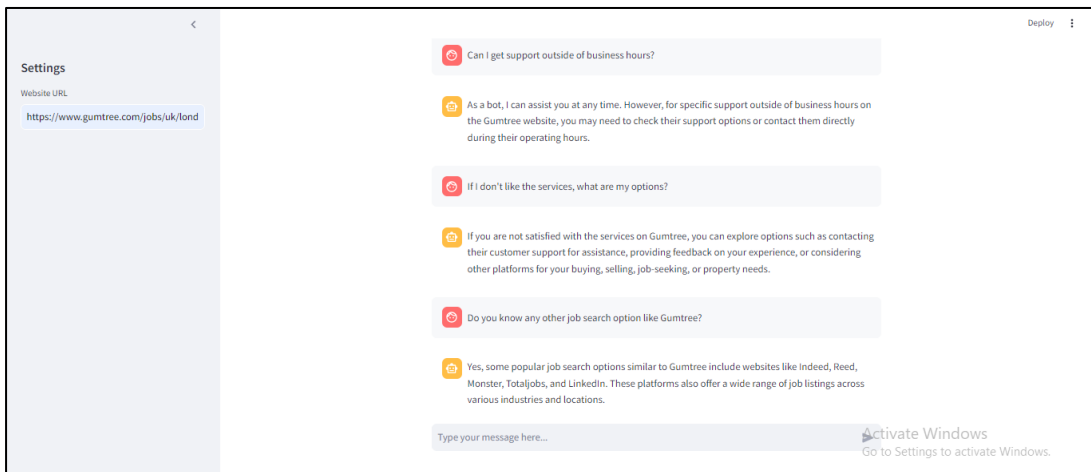 Deploy
Settings
Website URL
https://www.gumtree.com/jobs/uk/lond
Can I get support outside of business hours?
As a bot, I can assist you at any time. However, for specific support outside of business hours on
the Gumtree website, you may need to check their support options or contact them directly
during their operating hours.
If I don't like the services, what are my options?
If you are not satisfied with the services on Gumtree, you can explore options such as contacting
their customer support for assistance, providing feedback on your experience, or considering
other platforms for your buying, selling, job-seeking, or property needs.
Do you know any other job search option like Gumtree?
Yes, some popular job search options similar to Gumtree include websites like Indeed, Reed,
Monster, Totaljobs, and LinkedIn. These platforms also offer a wide range of job listings across
various industries and locations.
Type your message here...
Activate Windows
Go to Settings to activate Windows.